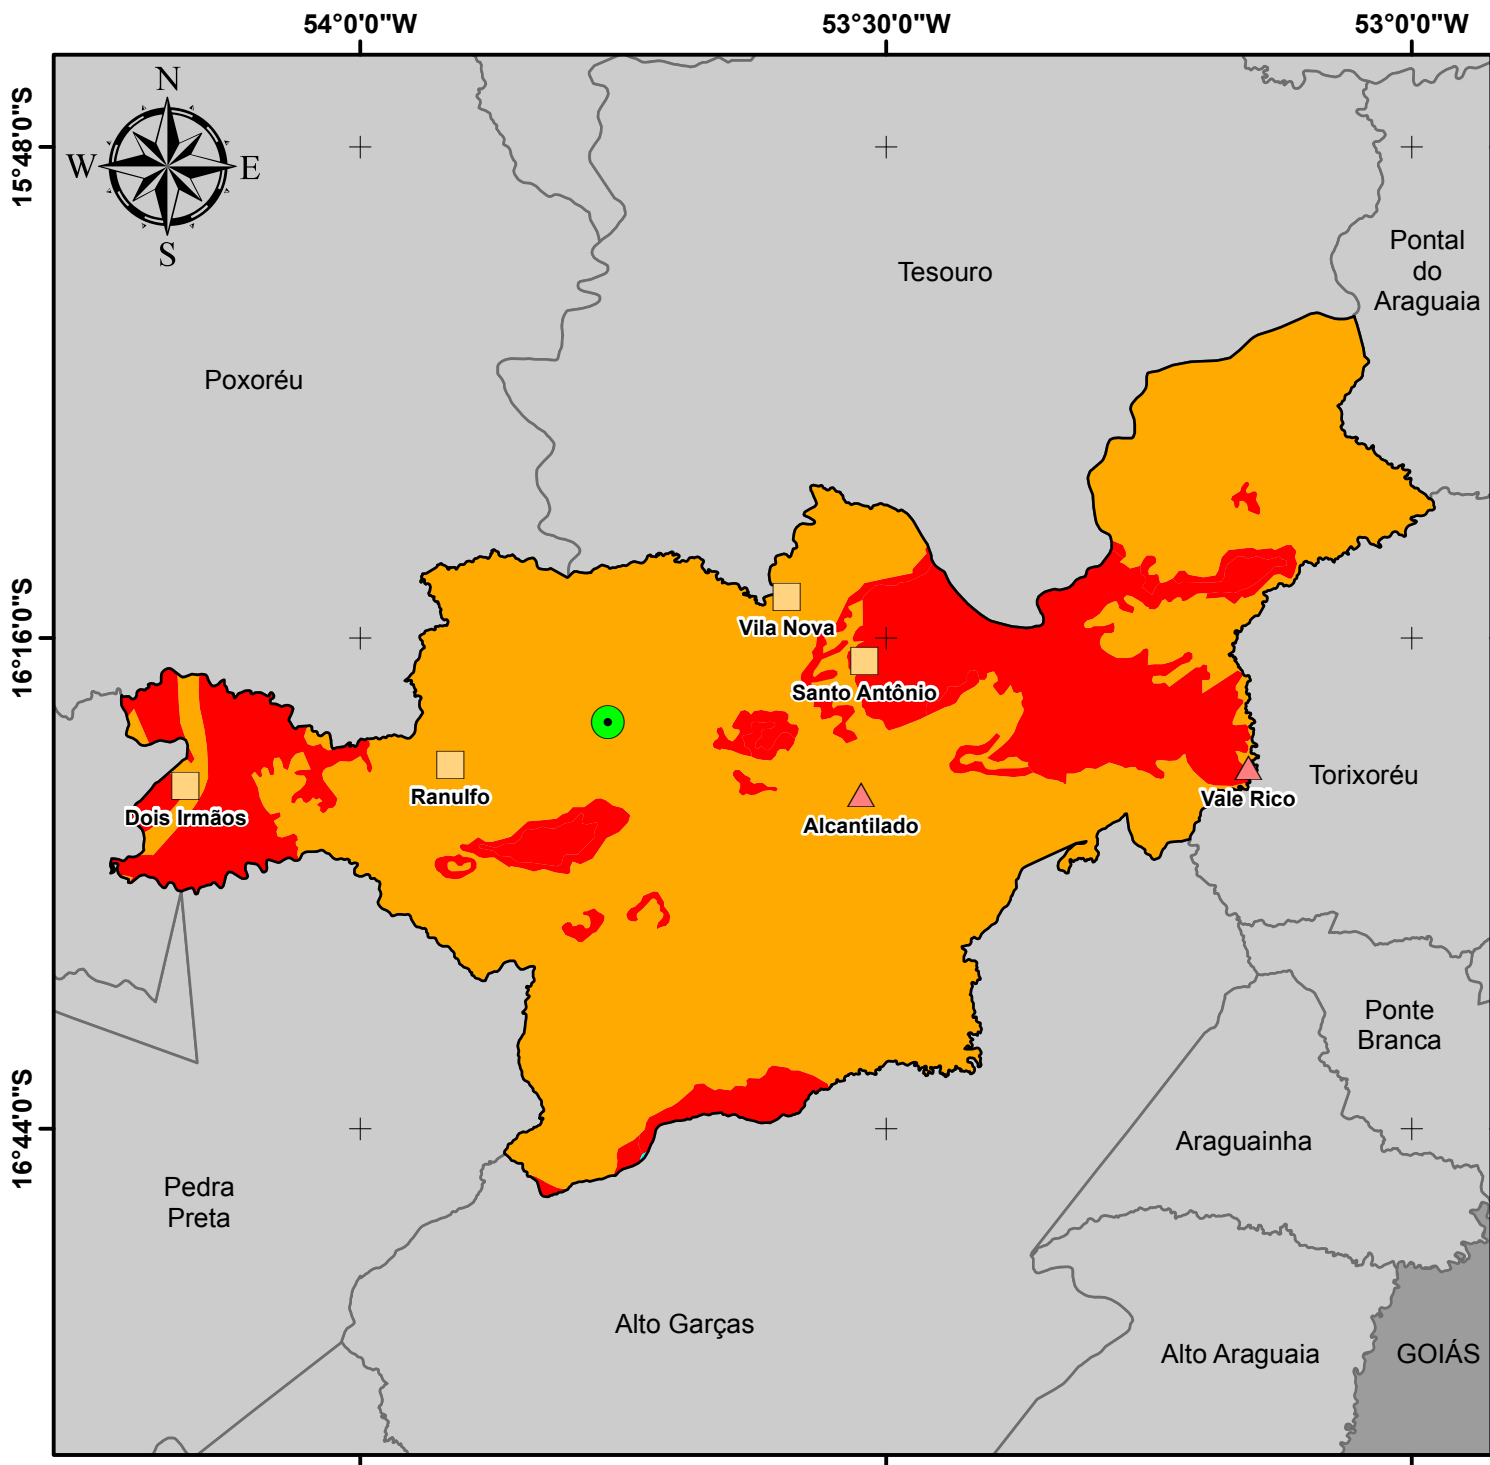 54°0'0"W
53°30'0"W
53°0'0"W
15°48'0"S
16°16'0"S
16°44'0"S
N
W
E
S
Tesouro
Pontal
do
Araguaia
Poxoréu
Vila Nova
Santo Antônio
Ranulfo
Dois Irmãos
Alcantilado
Vale Rico
Torixoréu
Ponte
Branca
Araguainha
Pedra
Preta
Alto Garças
Alto Araguaia
GOIÁS